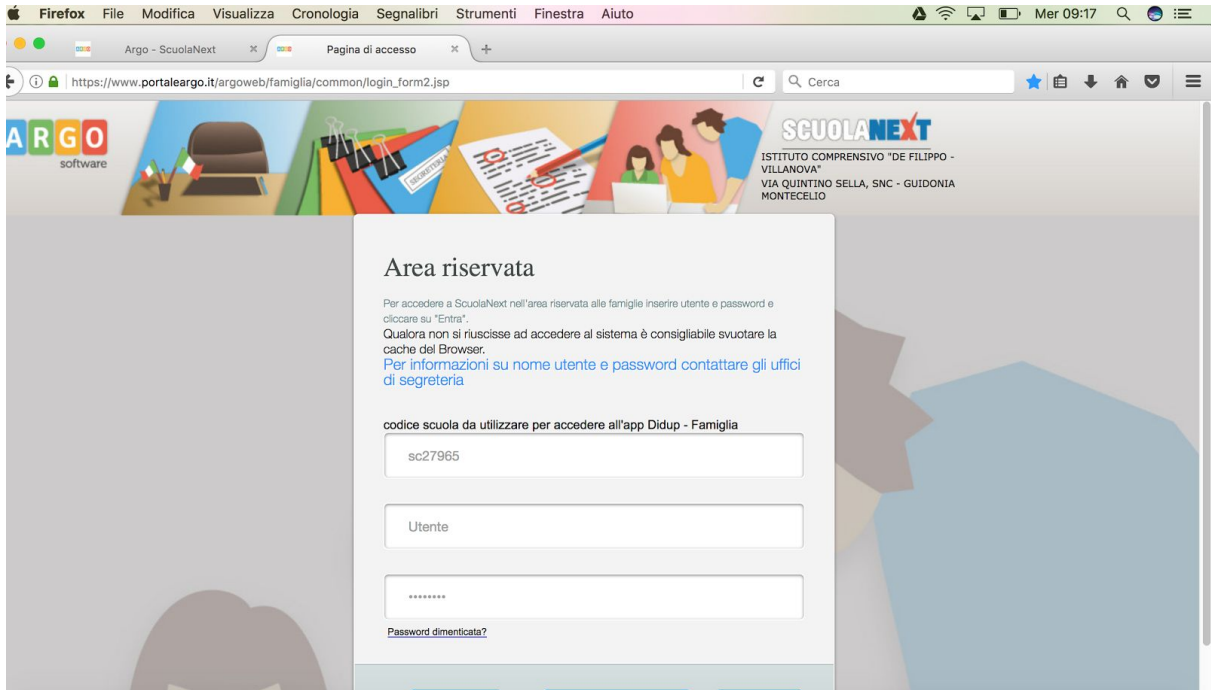 Firefox File Modifica Visualizza Cronologia Segnalibri Strumenti Finestra Aiuto Mer 09:17
Argo - ScuolaNext Pagina di accesso
https://www.portaleargo.it/argoweb/famiglia/common/login_form2.jsp Cerca
ARGO
software
SEGRETERIA
SCUOLANEXT
ISTITUTO COMPRENSIVO "DE FILIPPO -
VILLANOVA"
VIA QUINTINO SELLA, SNC - GUIDONIA
MONTECELIO
Area riservata
Per accedere a ScuolaNext nell'area riservata alle famiglie inserire utente e password e
cliccare su "Entra".
Qualora non si riuscisse ad accedere al sistema è consigliabile svuotare la
cache del Browser.
Per informazioni su nome utente e password contattare gli uffici
di segreteria
codice scuola da utilizzare per accedere all'app Didup - Famiglia
sc27965
Utente
••••••••
Password dimenticata?